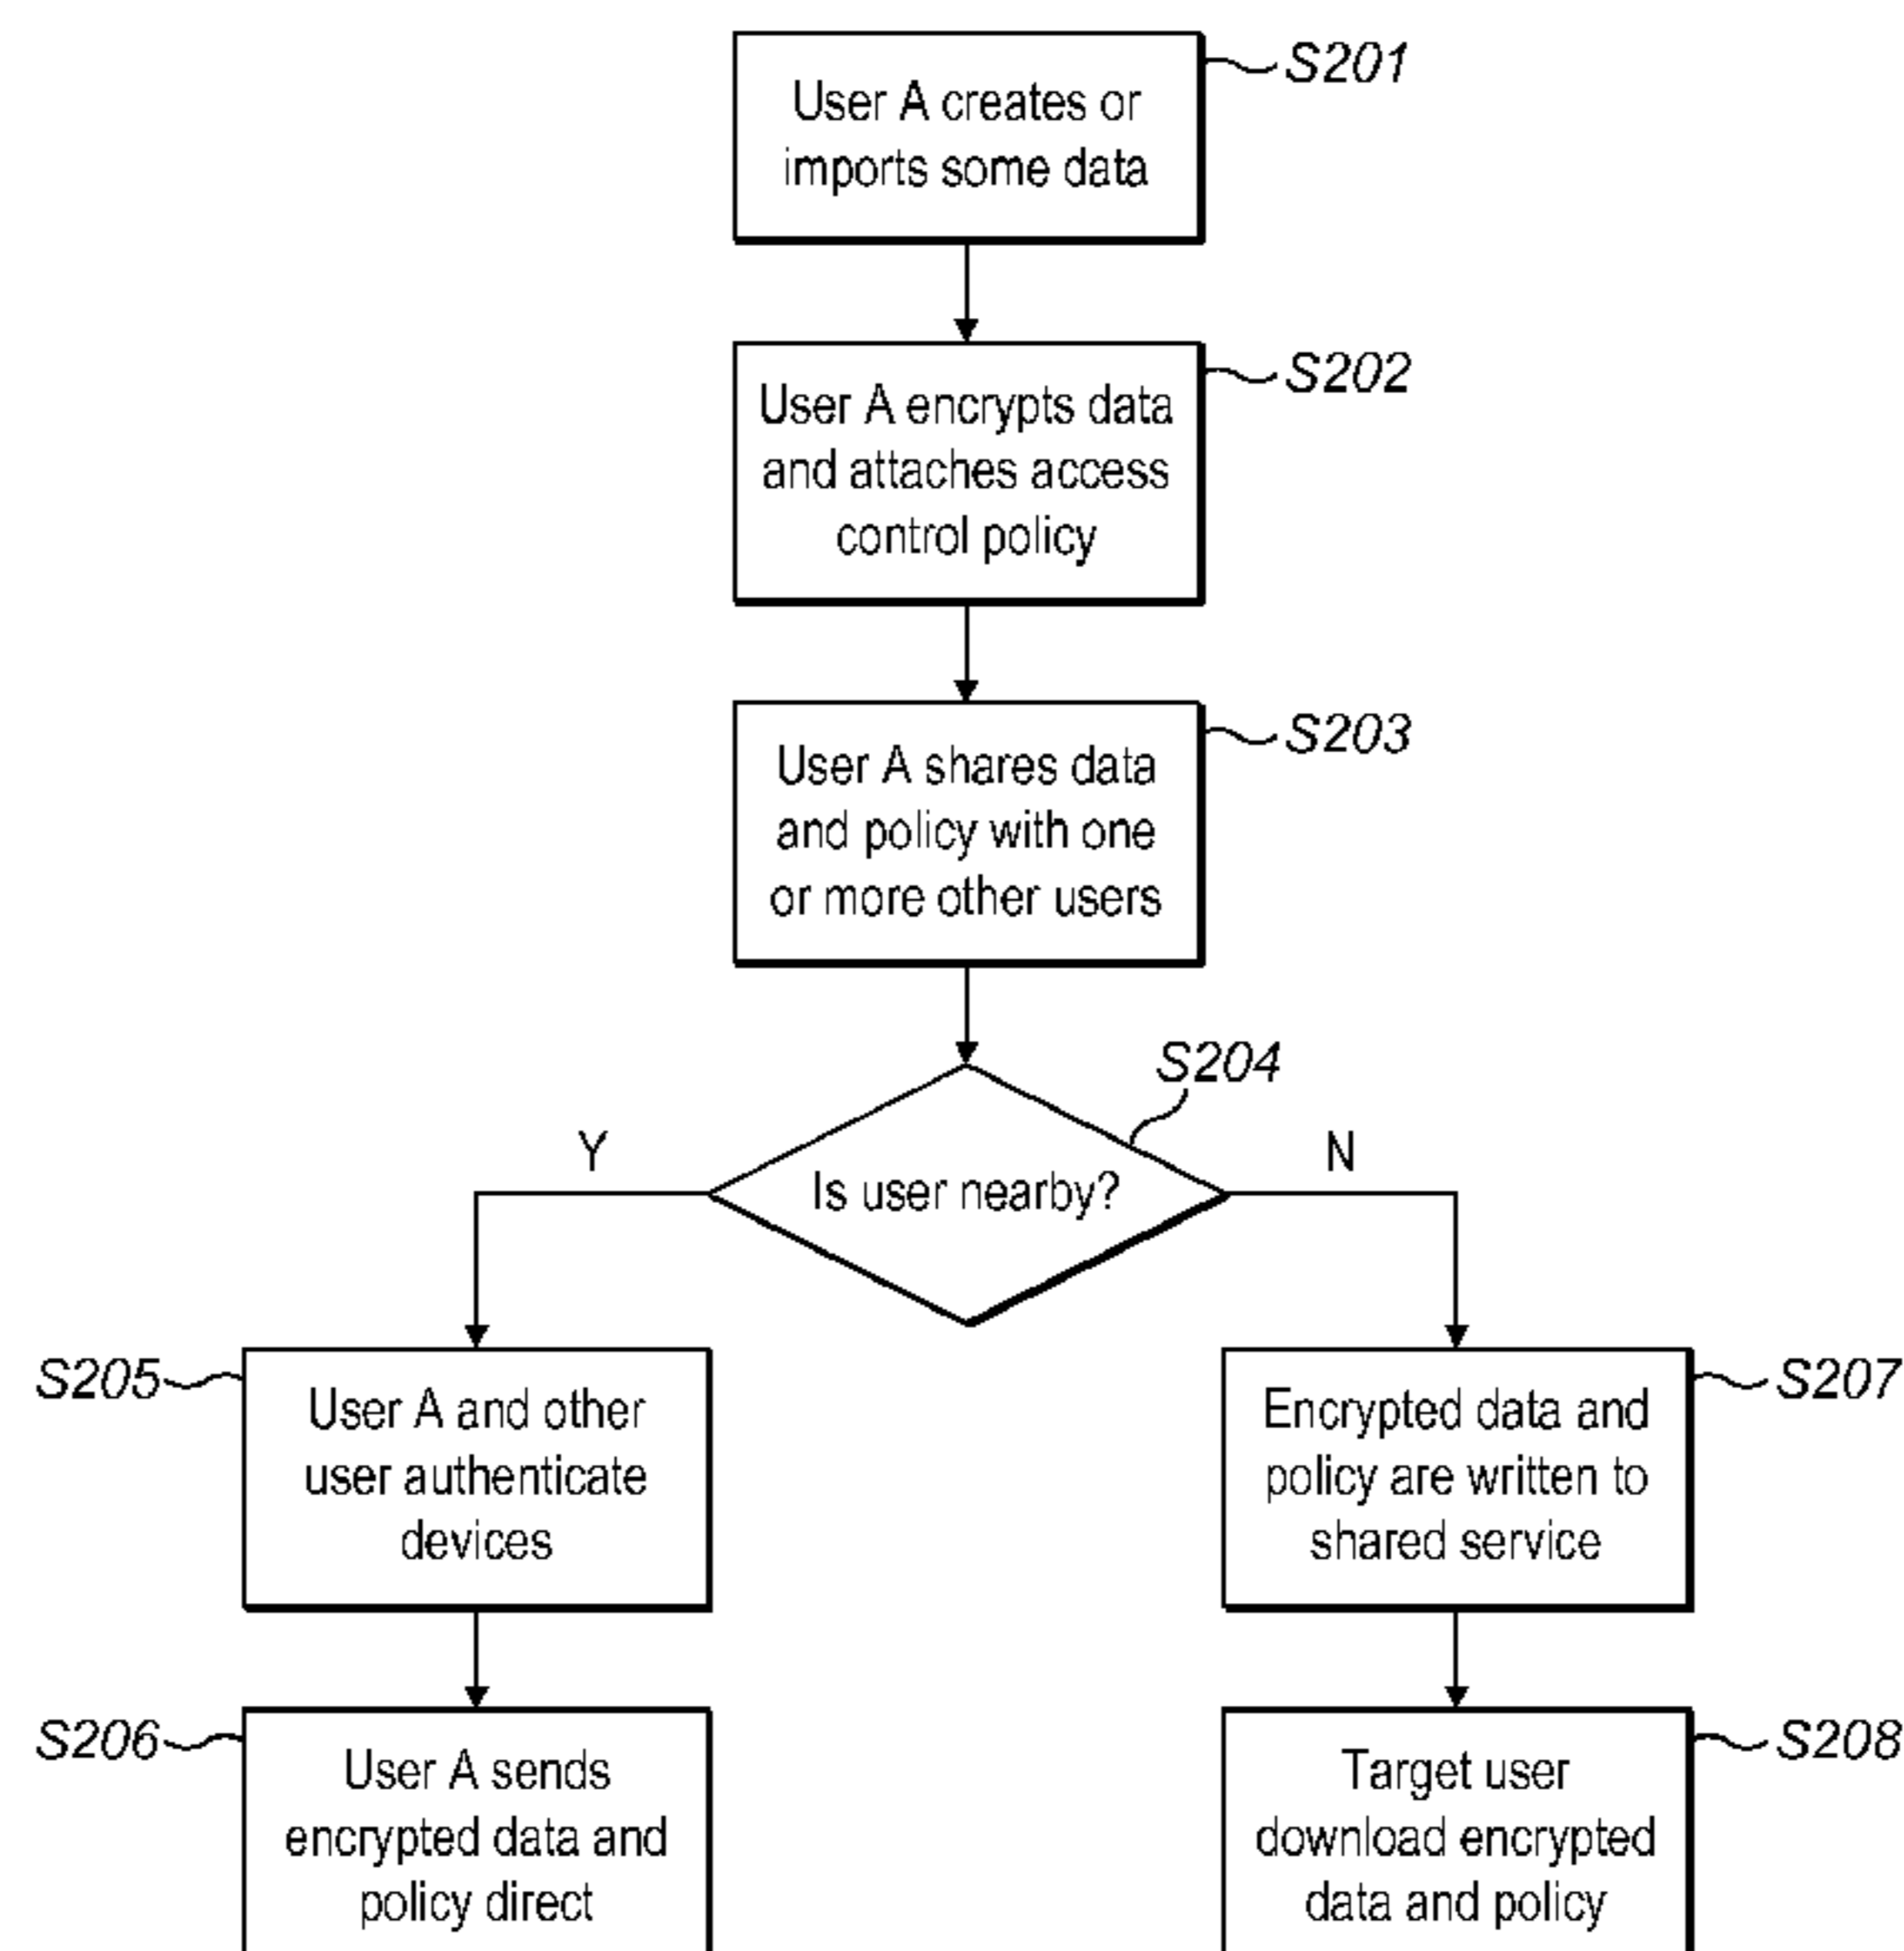 S201
User A creates or
imports some data
S202
User A encrypts data
and attaches access
control policy
S203
User A shares data
and policy with one
or more other users
S204
Y
Is user nearby?
N
S205
User A and other
user authenticate
devices
S207
Encrypted data and
policy are written to
shared service
S206
User A sends
encrypted data and
policy direct
S208
Target user
download encrypted
data and policy